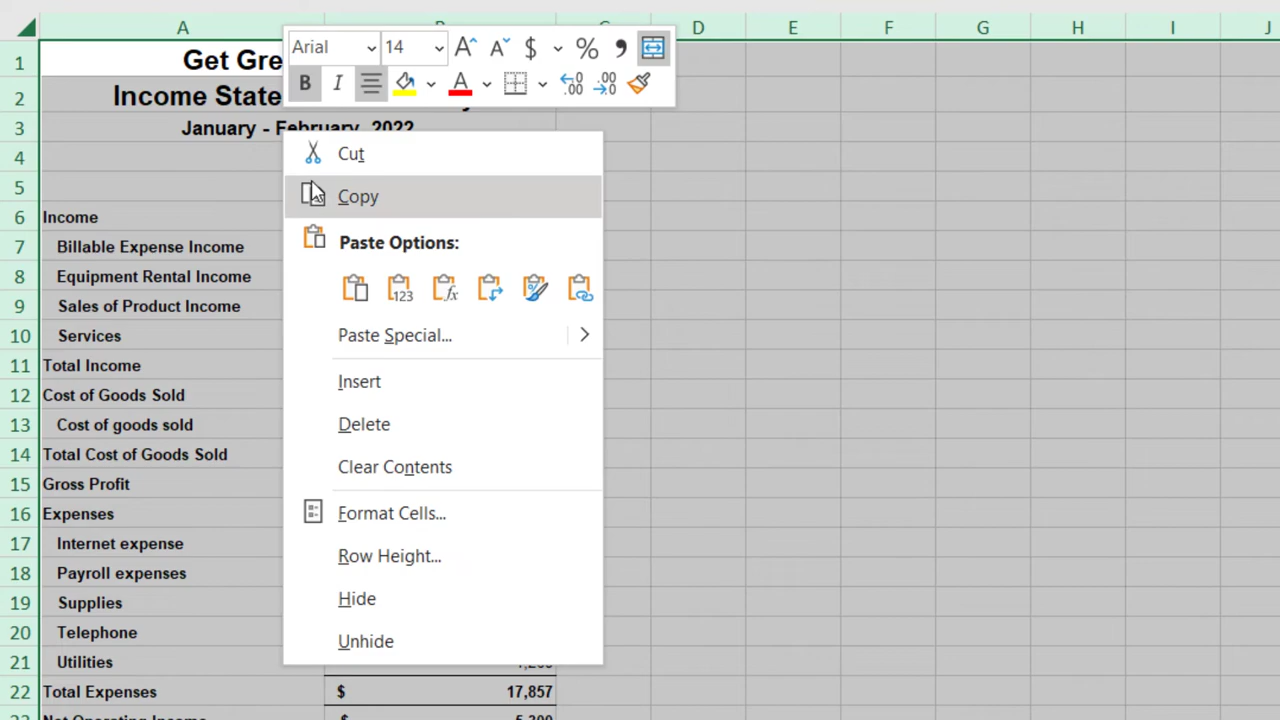 A D E F G H I J
Arial 14 $ % ,
B I A
1 Get Gre
2 Income State
3 January - February, 2022
4 Cut
5 Copy
6 Income
Paste Options:
7 Billable Expense Income
8 Equipment Rental Income
123 fx
9 Sales of Product Income
10 Services
Paste Special...
11 Total Income
Insert
12 Cost of Goods Sold
13 Cost of goods sold
Delete
14 Total Cost of Goods Sold
Clear Contents
15 Gross Profit
16 Expenses
Format Cells...
17 Internet expense
Row Height...
18 Payroll expenses
19 Supplies
Hide
20 Telephone
Unhide
21 Utilities
22 Total Expenses $ 17,857
23 Net Operating Income $ 5,300